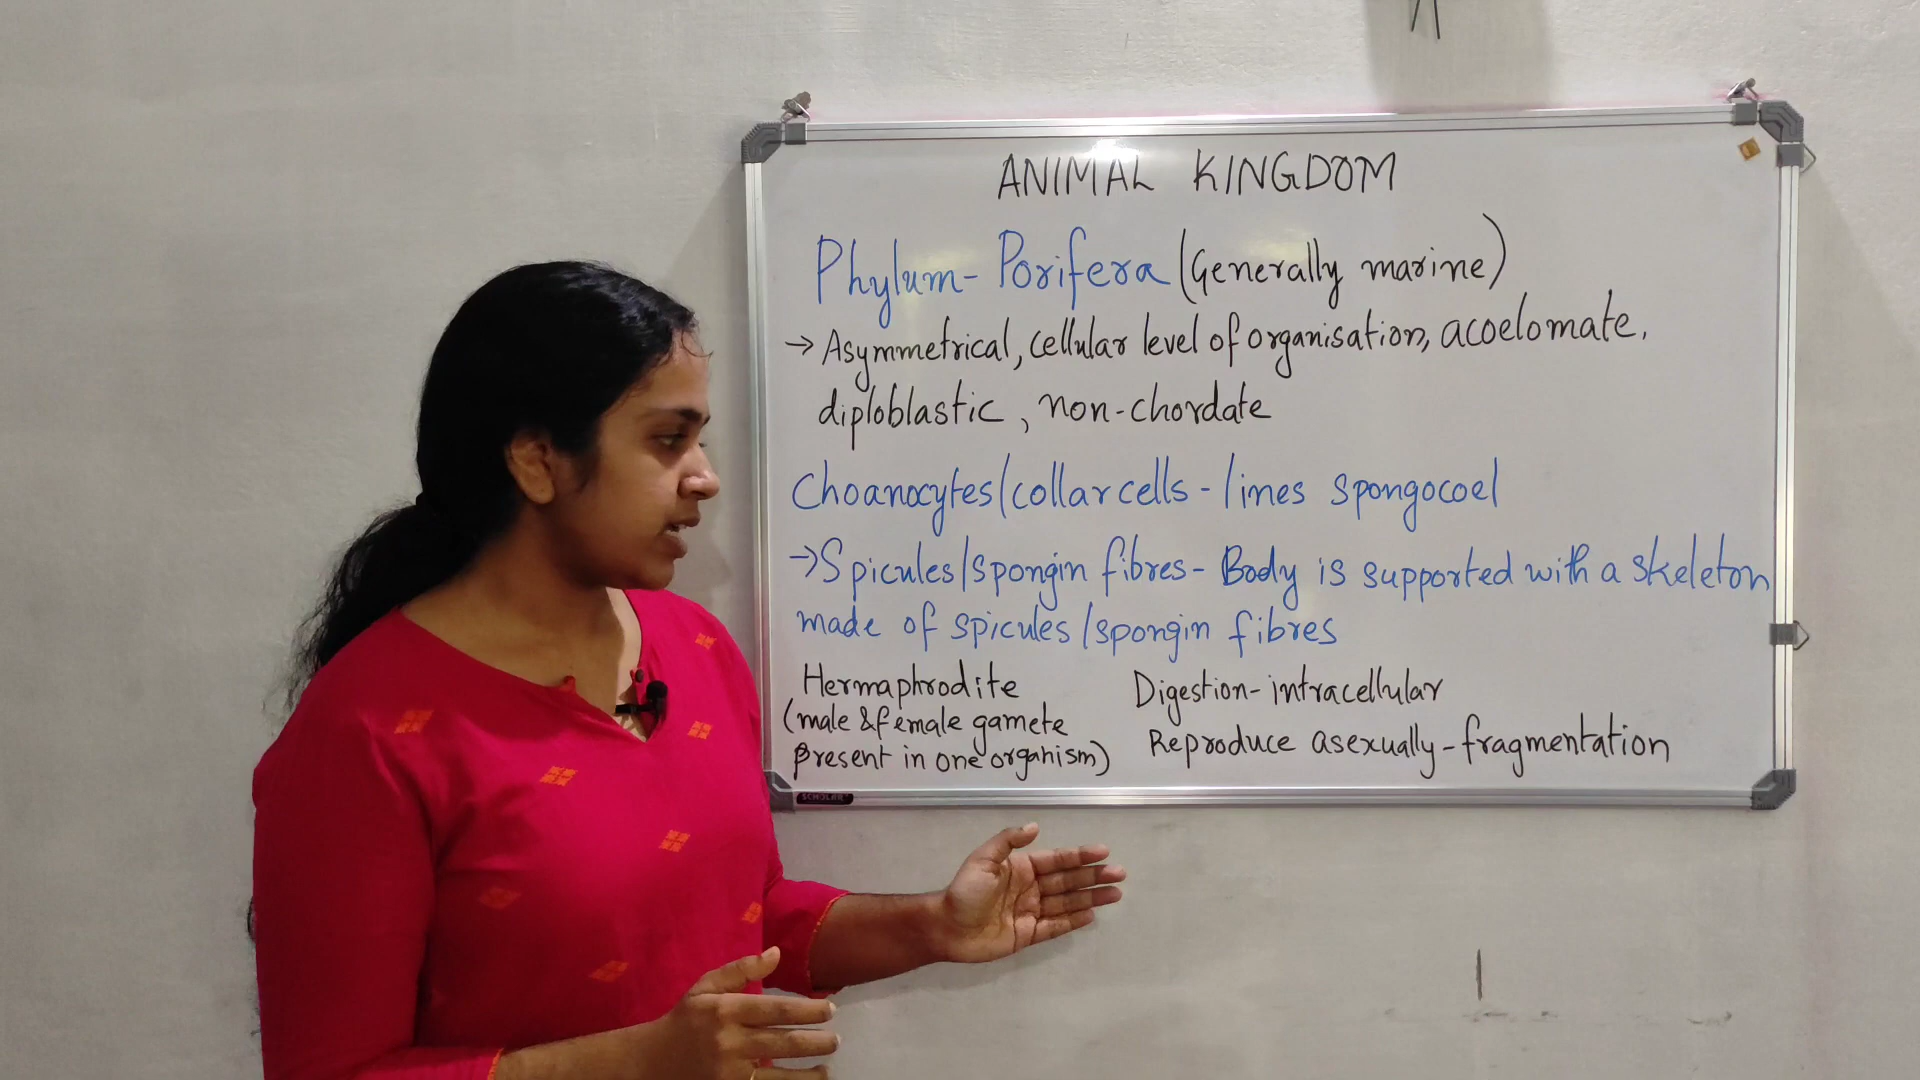 ANIMAL KINGDOM
Phylum- Porifera (Generally marine)
→ Asymmetrical, cellular level of organisation, acoelomate,
diploblastic, non-chordate
Choanocytes/collar cells - lines spongocoel
→ Spicules/spongin fibres - Body is supported with a skeleton
made of spicules/spongin fibres
Hermaphrodite
(male & female gamete
present in one organism)
Digestion- intracellular
Reproduce asexually - fragmentation
SCHOLAR